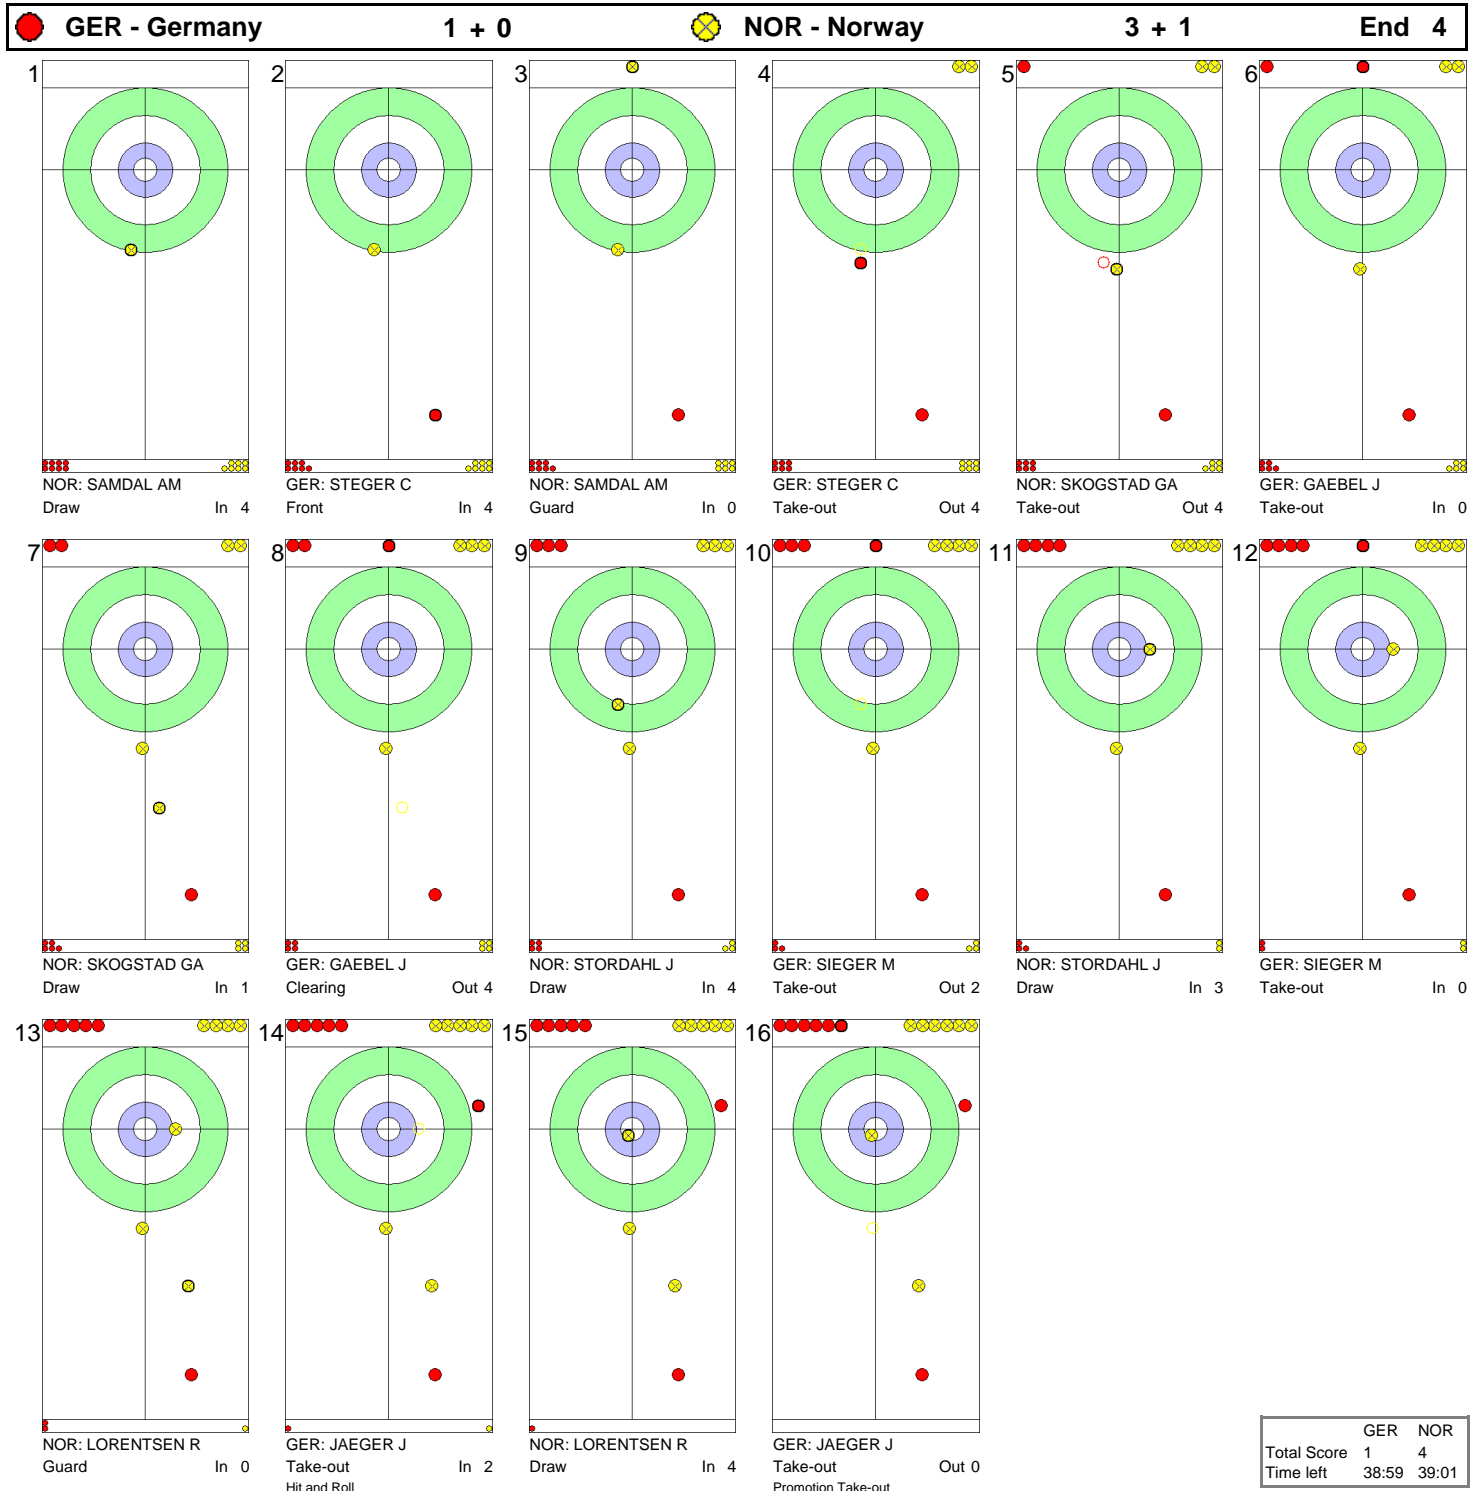 GER - Germany 1 + 0 NOR - Norway 3 + 1 End 4
1 2 3 4 5 6
NOR: SAMDAL AM GER: STEGER C NOR: SAMDAL AM GER: STEGER C NOR: SKOGSTAD GA GER: GAEBEL J
Draw In 4 Front In 4 Guard In 0 Take-out Out 4 Take-out Out 4 Take-out In 0
7 8 9 10 11 12
NOR: SKOGSTAD GA GER: GAEBEL J NOR: STORDAHL J GER: SIEGER M NOR: STORDAHL J GER: SIEGER M
Draw In 1 Clearing Out 4 Draw In 4 Take-out Out 2 Draw In 3 Take-out In 0
13 14 15 16
NOR: LORENTSEN R GER: JAEGER J NOR: LORENTSEN R GER: JAEGER J
Guard In 0 Take-out In 2 Draw In 4 Take-out Out 0
Hit and Roll Promotion Take-out
GER NOR
Total Score 1 4
Time left 38:59 39:01